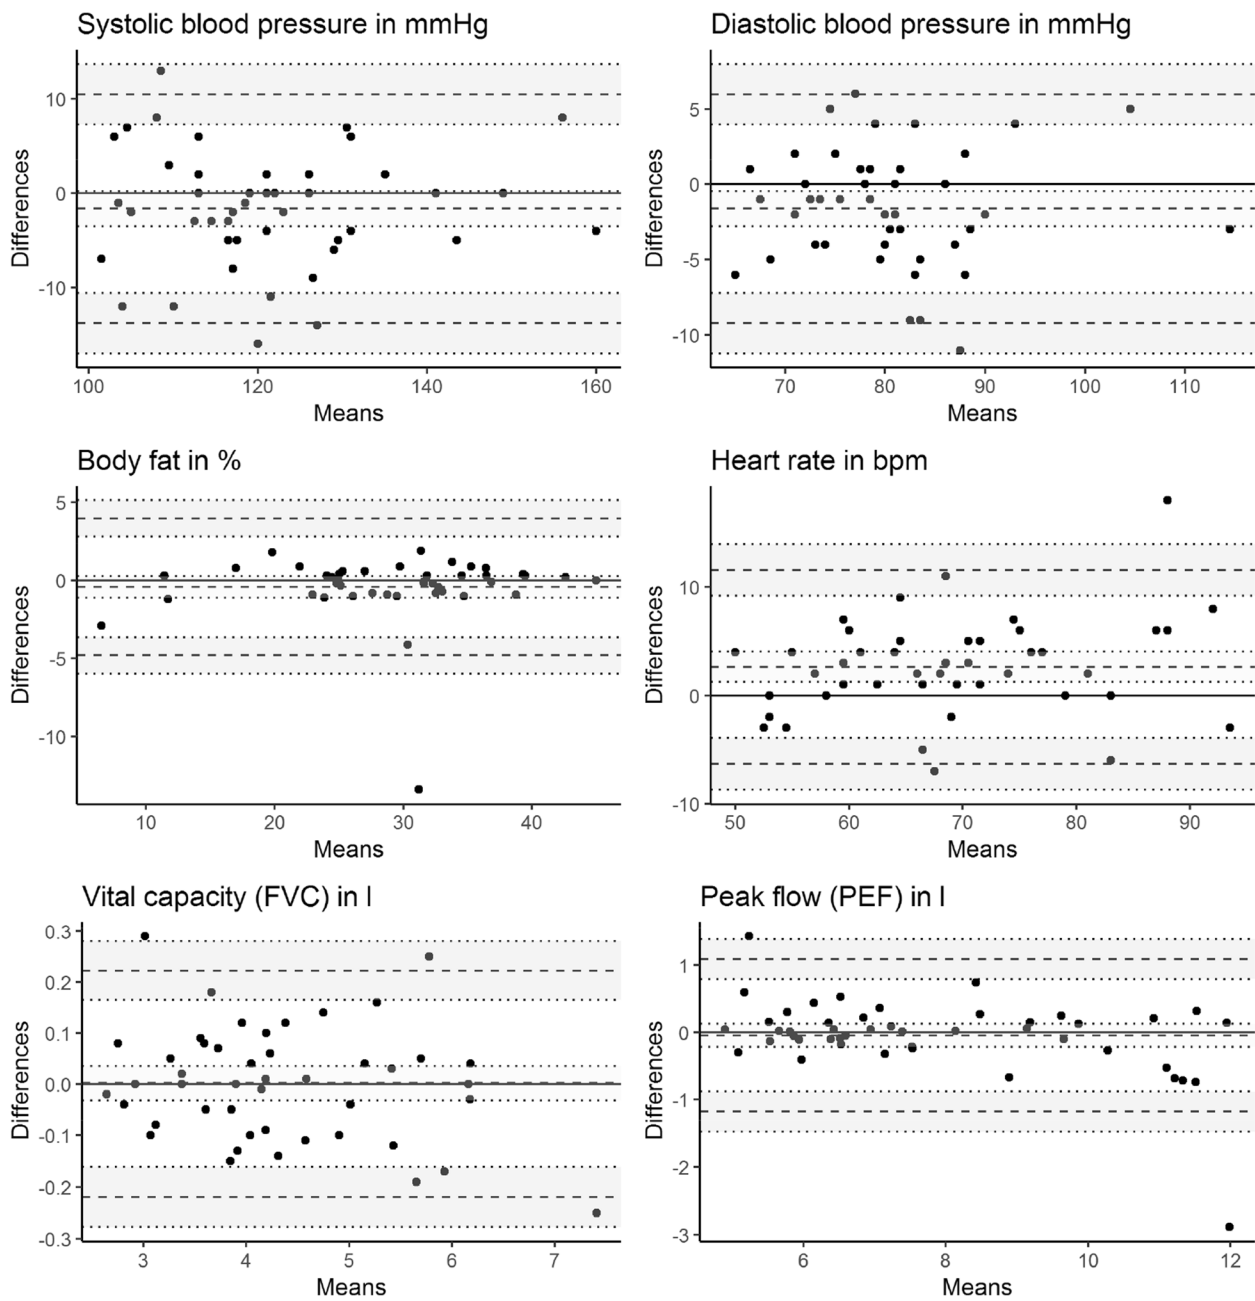 Systolic blood pressure in mmHg
10
0
-10
Differences
100 120 140 160
Means
Diastolic blood pressure in mmHg
5
0
-5
-10
Differences
70 80 90 100 110
Means
Body fat in %
5
0
-5
-10
Differences
10 20 30 40
Means
Heart rate in bpm
10
0
-10
Differences
50 60 70 80 90
Means
Vital capacity (FVC) in l
0.3
0.2
0.1
0.0
-0.1
-0.2
-0.3
Differences
3 4 5 6 7
Means
Peak flow (PEF) in l
1
0
-1
-2
-3
Differences
6 8 10 12
Means